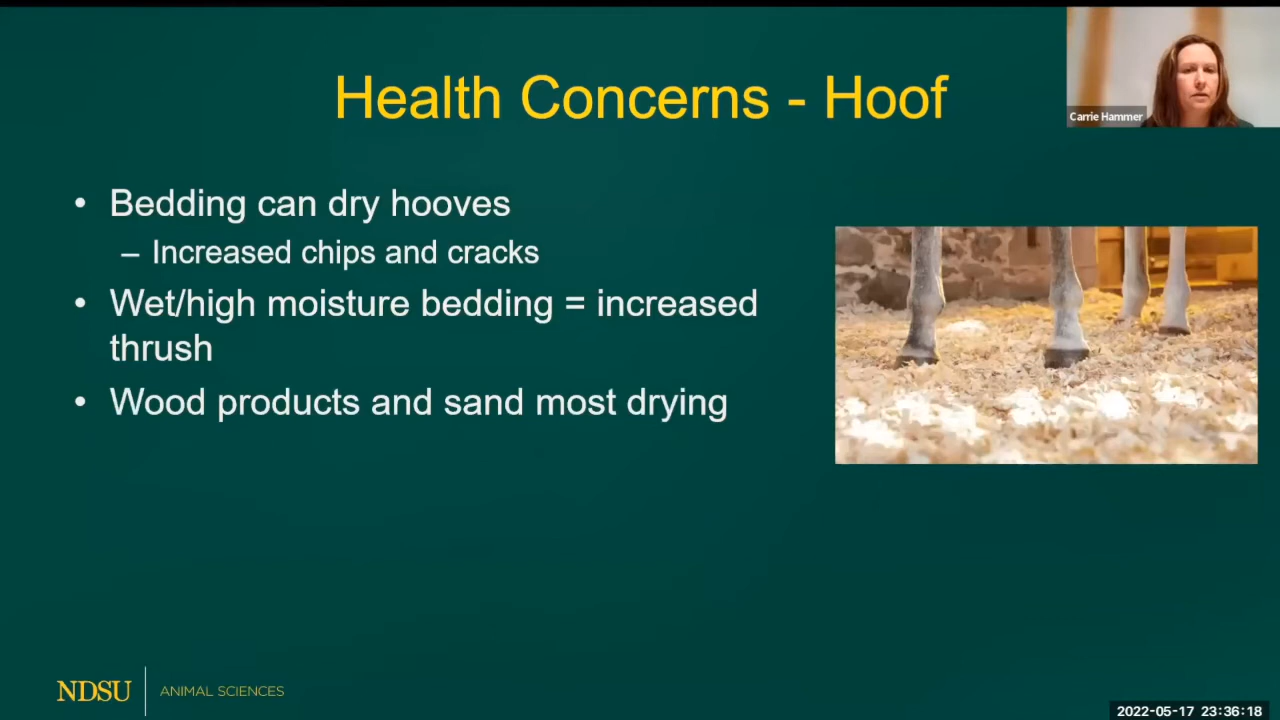 Health Concerns - Hoof
Carrie Hammer
• Bedding can dry hooves
– Increased chips and cracks
• Wet/high moisture bedding = increased
thrush
• Wood products and sand most drying
NDSU
ANIMAL SCIENCES
2022-05-17 23:36:18